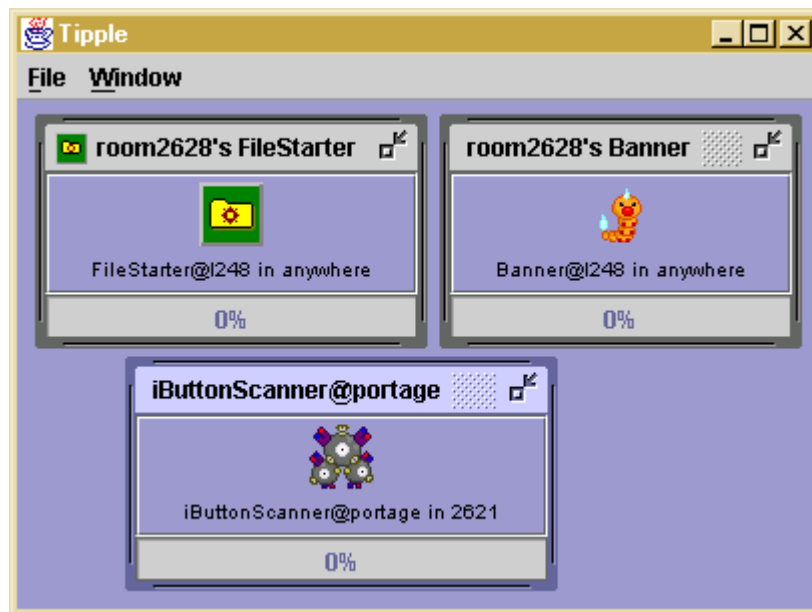 Tipple
File Window
room2628's FileStarter
FileStarter@l248 in anywhere
0%
room2628's Banner
Banner@l248 in anywhere
0%
iButtonScanner@portage
iButtonScanner@portage in 2621
0%